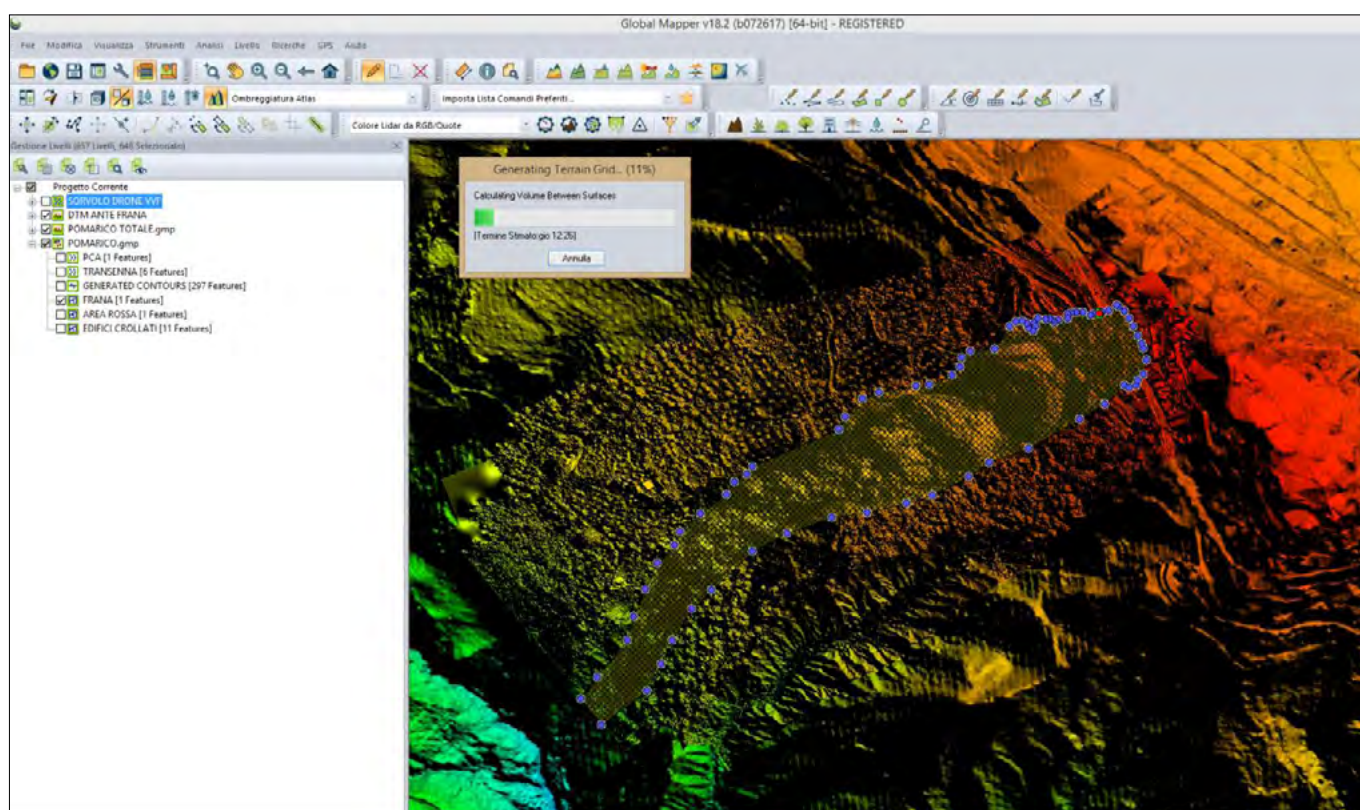 Global Mapper v18.2 (b072617) [64-bit] - REGISTERED
File Modifica Visualizza Strumenti Analisi Livello Ricerche GPS Aiuto
Ombreggiatura Atlas
Imposta Lista Comandi Preferiti...
Colore Lidar da RGB/Quote
Gestione Livelli (657 Livelli, 646 Selezionato)
Progetto Corrente
SORVOLO DRONE VVF
DTM ANTE FRANA
POMARICO TOTALE.gmp
POMARICO.gmp
PCA [1 Features]
TRANSENNA [6 Features]
GENERATED CONTOURS [297 Features]
FRANA [1 Features]
AREA ROSSA [1 Features]
EDIFICI CROLLATI [11 Features]
Generating Terrain Grid... (11%)
Calculating Volume Between Surfaces
[Termine Stimato:gio 12:26]
Annulla